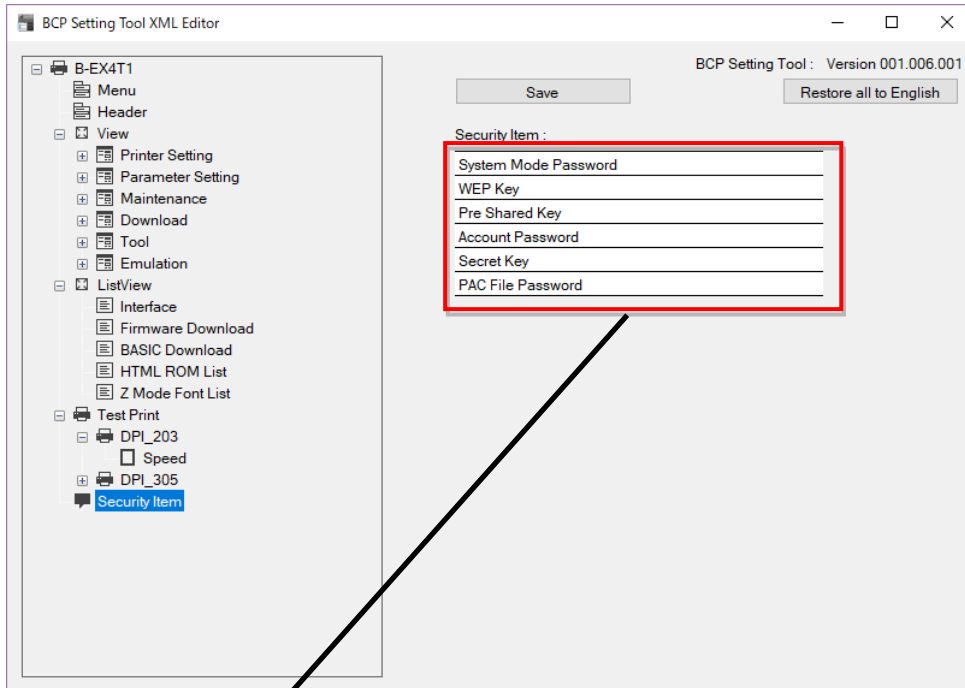 BCP Setting Tool XML Editor
BCP Setting Tool : Version 001.006.001
Save
Restore all to English
B-EX4T1
Menu
Header
View
Printer Setting
Parameter Setting
Maintenance
Download
Tool
Emulation
ListView
Interface
Firmware Download
BASIC Download
HTML ROM List
Z Mode Font List
Test Print
DPI_203
Speed
DPI_305
Security Item
Security Item :
System Mode Password
WEP Key
Pre Shared Key
Account Password
Secret Key
PAC File Password